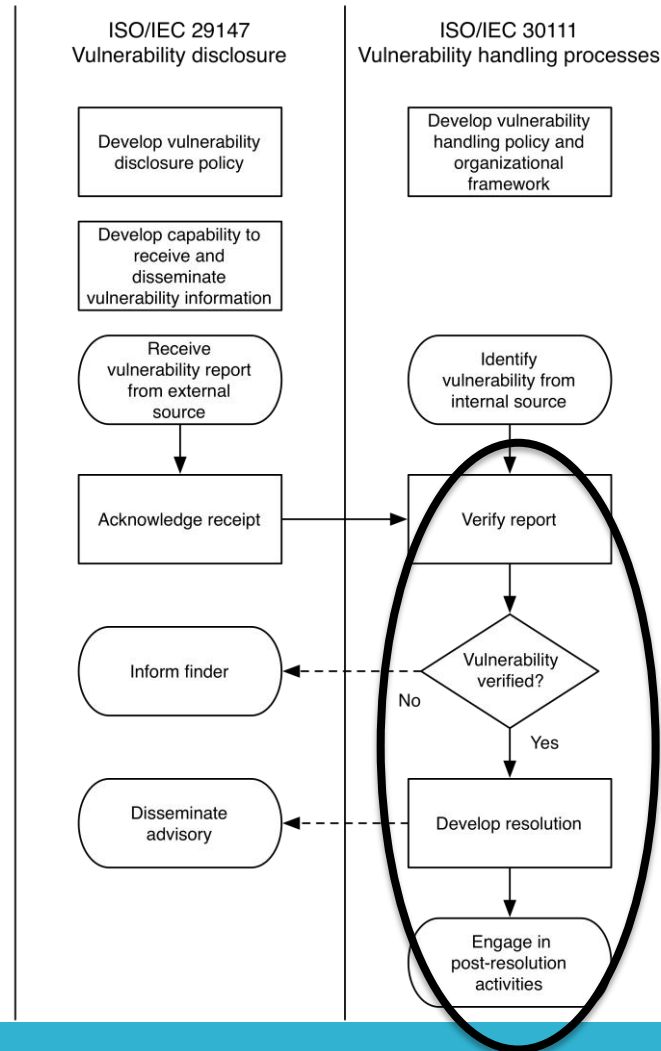 ISO/IEC 29147
Vulnerability disclosure
ISO/IEC 30111
Vulnerability handling processes
Develop vulnerability
disclosure policy
Develop vulnerability
handling policy and
organizational
framework
Develop capability to
receive and
disseminate
vulnerability information
Receive
vulnerability report
from external
source
Identify
vulnerability from
internal source
Acknowledge receipt
Verify report
Inform finder
Vulnerability
verified?
No
Yes
Disseminate
advisory
Develop resolution
Engage in
post-resolution
activities